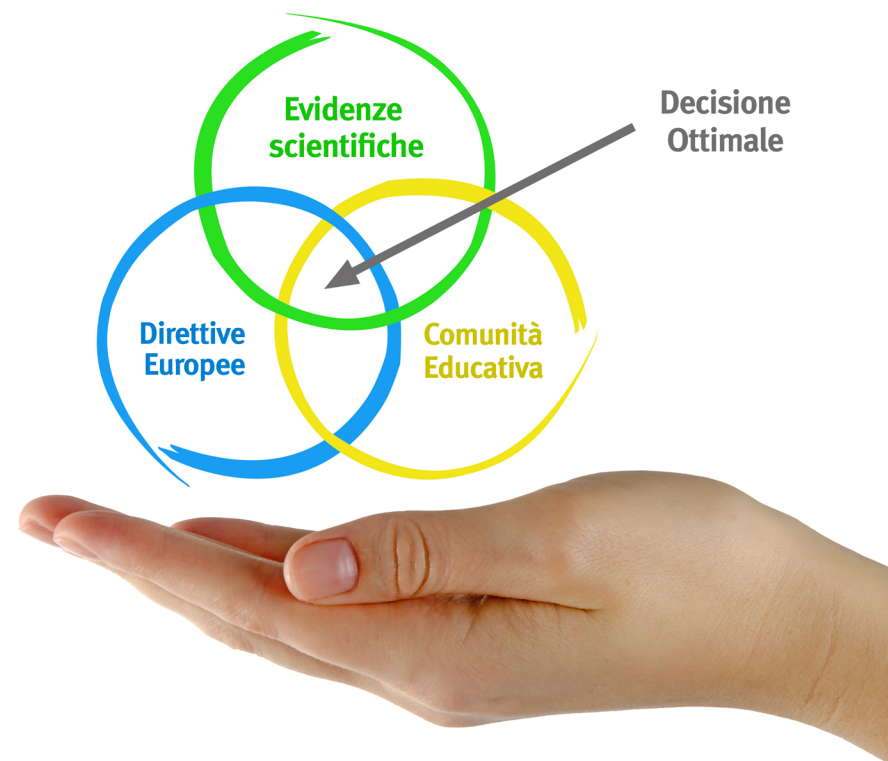 Evidenze
scientifiche
Decisione
Ottimale
Direttive
Europee
Comunità
Educativa